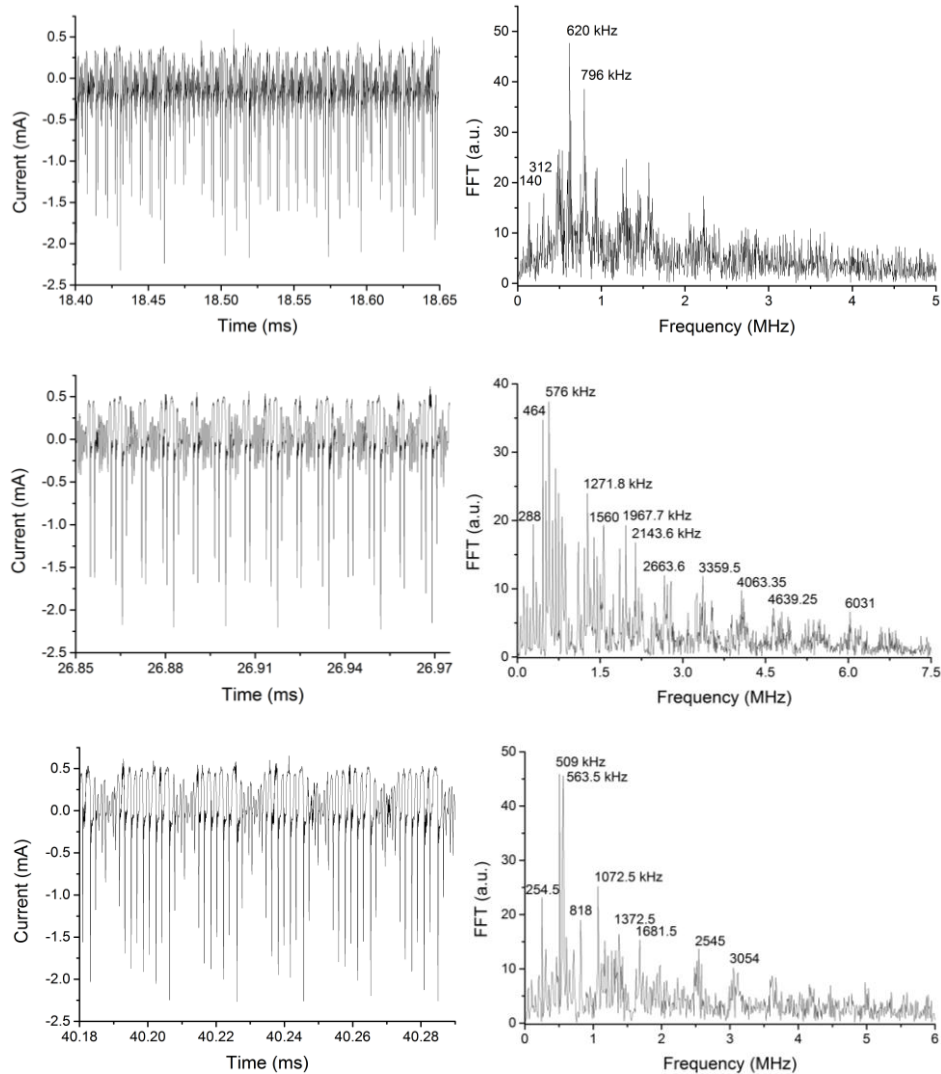 0.5
0.0
-0.5
-1.0
-1.5
-2.0
-2.5
Current (mA)
18.40 18.45 18.50 18.55 18.60 18.65
Time (ms)
50
40
30
20
10
0
FFT (a.u.)
620 kHz
796 kHz
312
140
0 1 2 3 4 5
Frequency (MHz)
0.5
0.0
-0.5
-1.0
-1.5
-2.0
-2.5
Current (mA)
26.85 26.88 26.91 26.94 26.97
Time (ms)
40
30
20
10
0
FFT (a.u.)
576 kHz
464
1271.8 kHz
288
1560
1967.7 kHz
2143.6 kHz
2663.6
3359.5
4063.35
4639.25
6031
0.0 1.5 3.0 4.5 6.0 7.5
Frequency (MHz)
0.5
0.0
-0.5
-1.0
-1.5
-2.0
-2.5
Current (mA)
40.18 40.20 40.22 40.24 40.26 40.28
Time (ms)
50
40
30
20
10
0
FFT (a.u.)
509 kHz
563.5 kHz
1072.5 kHz
254.5
818
1372.5
1681.5
2545
3054
0 1 2 3 4 5 6
Frequency (MHz)